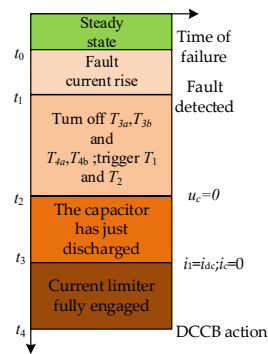 Steady
state
Time of
failure
t0
Fault
current rise
Fault
detected
t1
Turn off T3a,T3b
and
T4a,T4b ;trigger T1
and T2
t2
uc=0
The capacitor
has just
discharged
t3
i1=idc;ic=0
Current limiter
fully engaged
t4
DCCB action